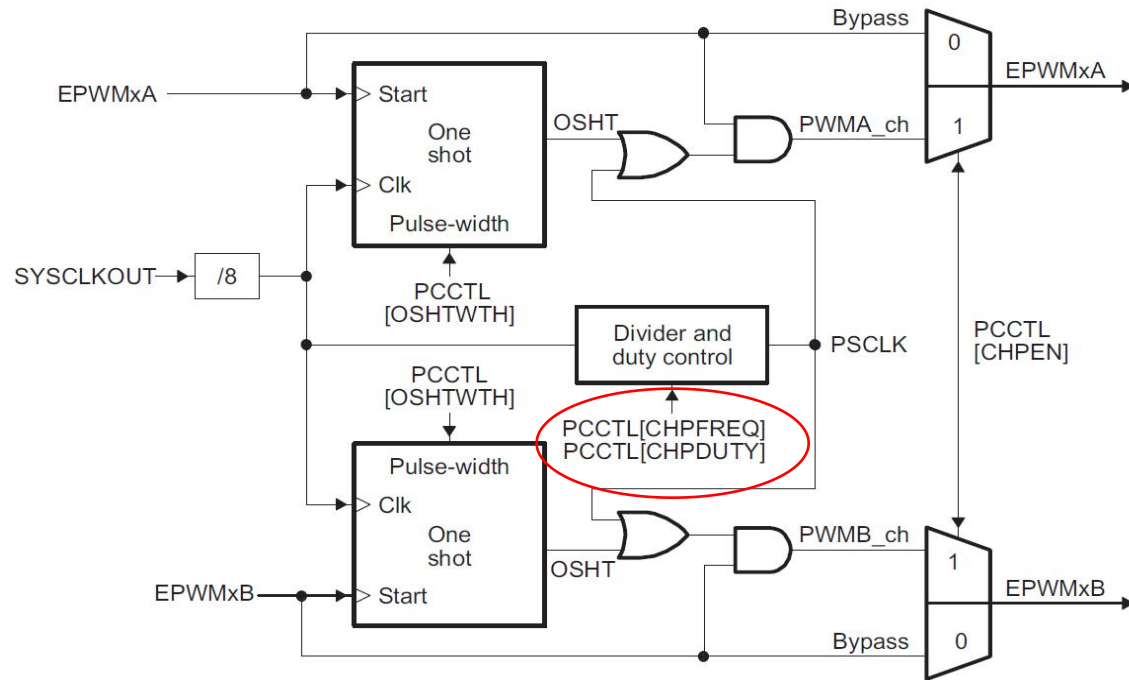 Bypass
0
EPWMxA
EPWMxA
Start
OSHT
PWMA_ch
1
One
shot
Clk
Pulse-width
SYSCLKOUT
/8
PCCTL
[OSHTWTH]
Divider and
duty control
PSCLK
PCCTL
[CHPEN]
PCCTL
[OSHTWTH]
PCCTL[CHPFREQ]
PCCTL[CHPDUTY]
Pulse-width
Clk
One
shot
OSHT
PWMB_ch
1
EPWMxB
Start
EPWMxB
Bypass
0